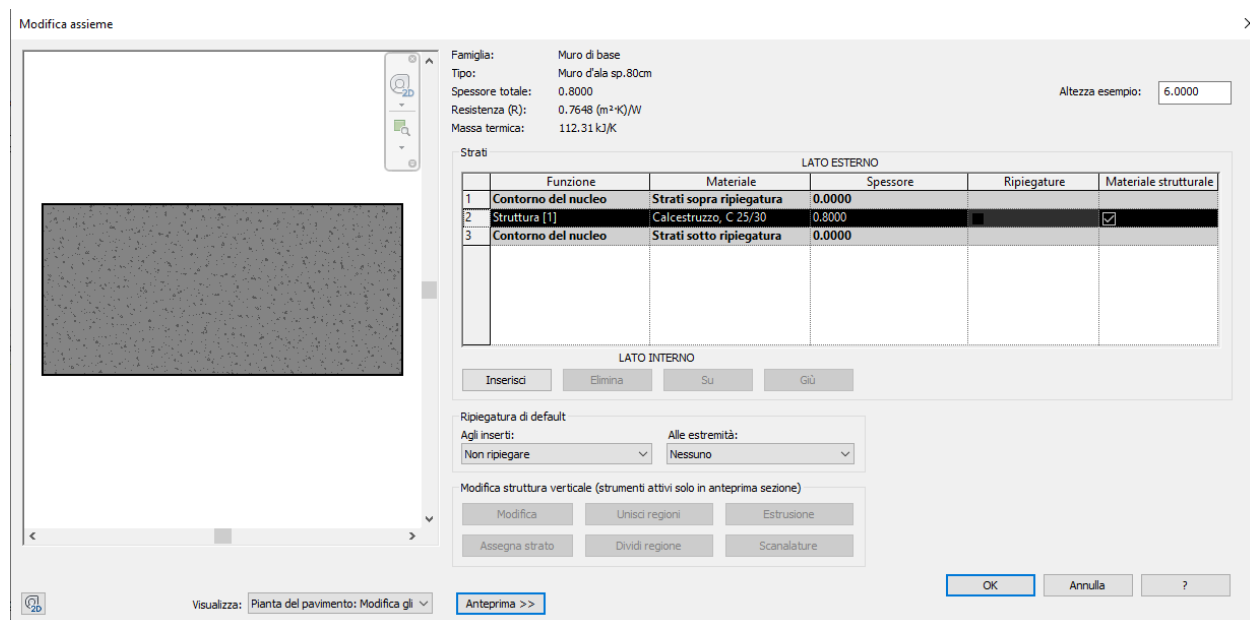 Modifica assieme
2D
Famiglia: Muro di base
Tipo: Muro d'ala sp.80cm
Spessore totale: 0.8000
Resistenza (R): 0.7648 (m²·K)/W
Massa termica: 112.31 kJ/K
Altezza esempio: 6.0000
Strati
LATO ESTERNO
Funzione Materiale Spessore Ripiegature Materiale strutturale
1 Contorno del nucleo Strati sopra ripiegatura 0.0000
2 Struttura [1] Calcestruzzo, C 25/30 0.8000
3 Contorno del nucleo Strati sotto ripiegatura 0.0000
LATO INTERNO
Inserisci Elimina Su Giù
Ripiegatura di default
Agli inserti: Alle estremità:
Non ripiegare Nessuno
Modifica struttura verticale (strumenti attivi solo in anteprima sezione)
Modifica Unisci regioni Estrusione
Assegna strato Dividi regione Scanalature
OK Annulla ?
2D Visualizza: Pianta del pavimento: Modifica gli Anteprima >>